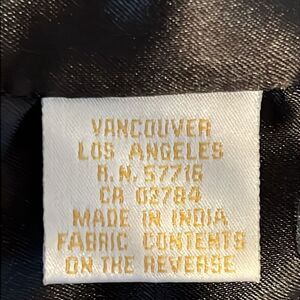 VANCOUVER
LOS ANGELES
R.N. 57716
CA 02784
MADE IN INDIA
FABRIC CONTENTS
ON THE REVERSE